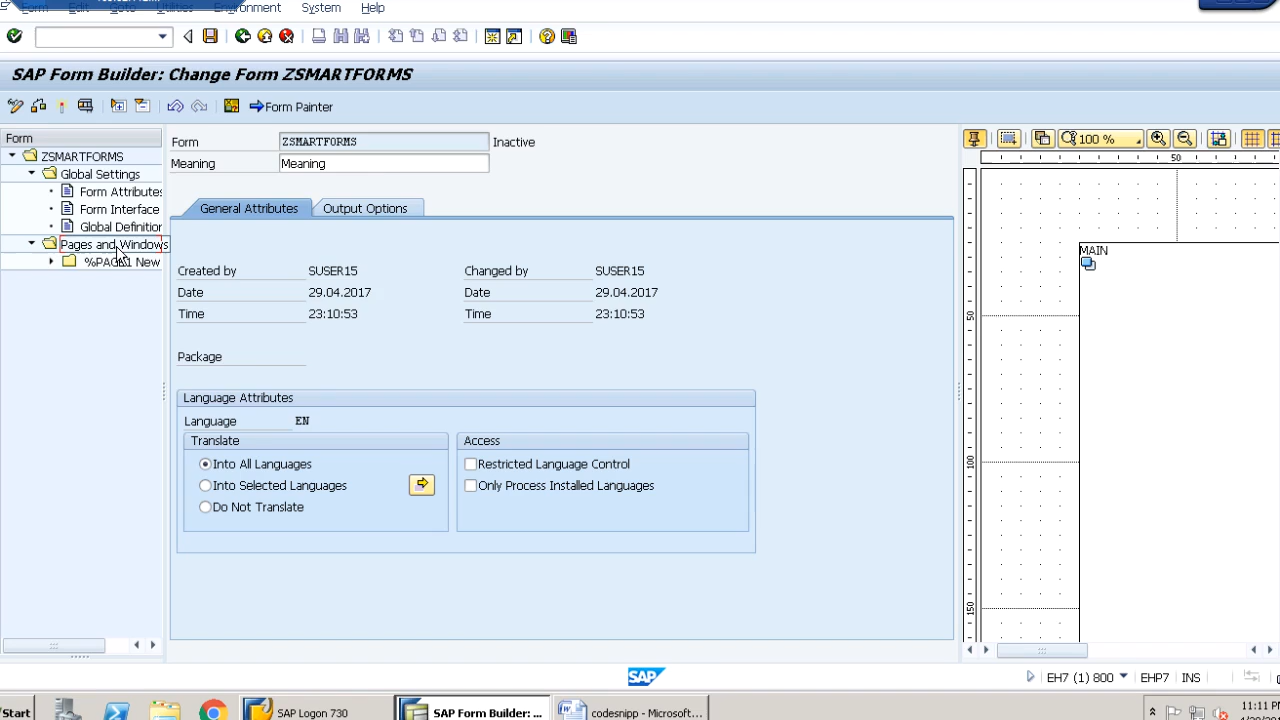 Form Edit Goto Utilities Environment System Help
SAP Form Builder: Change Form ZSMARTFORMS
Form Painter
Form
ZSMARTFORMS
Global Settings
Form Attributes
Form Interface
Global Definition
Pages and Windows
%PAGE1 New
Form ZSMARTFORMS Inactive
Meaning Meaning
General Attributes Output Options
Created by SUSER15 Changed by SUSER15
Date 29.04.2017 Date 29.04.2017
Time 23:10:53 Time 23:10:53
Package
Language Attributes
Language EN
Translate Access
Into All Languages Restricted Language Control
Into Selected Languages Only Process Installed Languages
Do Not Translate
100 %
50
MAIN
50
100
150
SAP
EH7 (1) 800 EHP7 INS
Start SAP Logon 730 SAP Form Builder: ... codesnipp - Microsoft... 11:11 PM